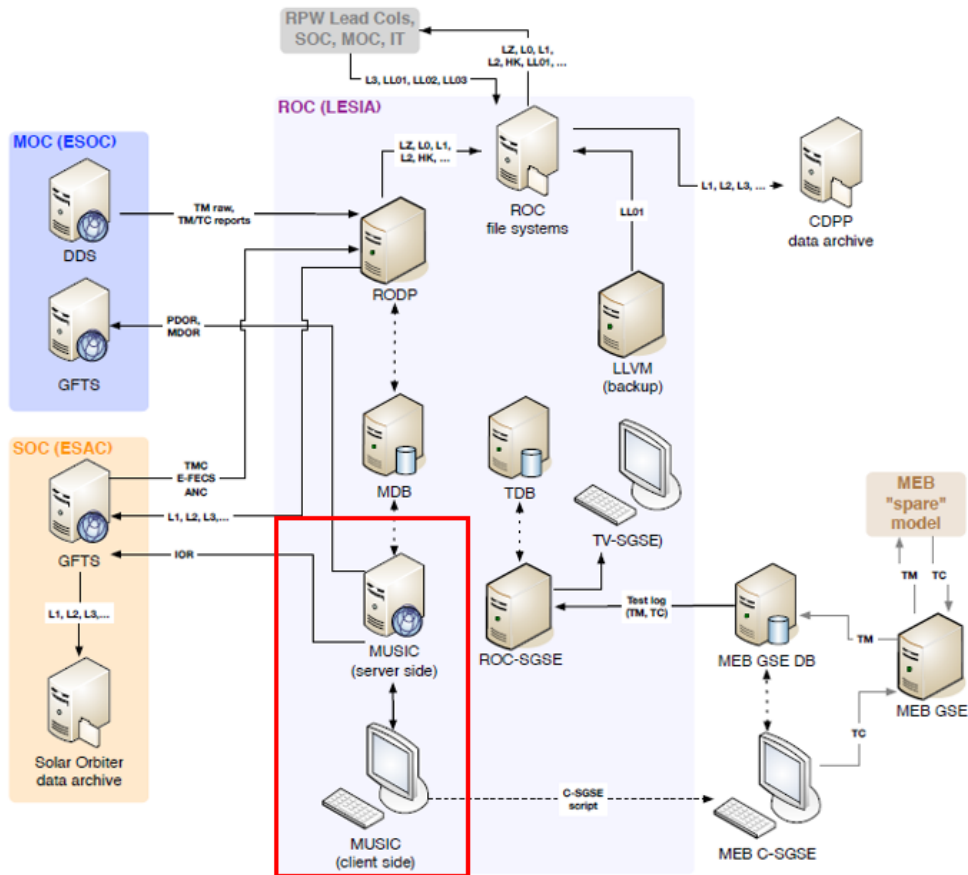 RPW Lead CoIs,
SOC, MOC, IT
LZ, L0, L1,
L2, HK, LL01, ...
L3, LL01, LL02, LL03
ROC (LESIA)
MOC (ESOC)
LZ, L0, L1,
L2, HK, ...
ROC
file systems
L1, L2, L3, ...
CDPP
data archive
TM raw,
TM/TC reports
DDS
RODP
LL01
PDOR,
MDOR
GFTS
LLVM
(backup)
SOC (ESAC)
TMC
E-FECS
ANC
MDB
TDB
TV-SGSE)
MEB
"spare"
model
L1, L2, L3,...
GFTS
IOR
TM
TC
L1, L2, L3,...
MUSIC
(server side)
ROC-SGSE
Test log
(TM, TC)
MEB GSE DB
TM
MEB GSE
TC
Solar Orbiter
data archive
C-SGSE
script
MUSIC
(client side)
MEB C-SGSE